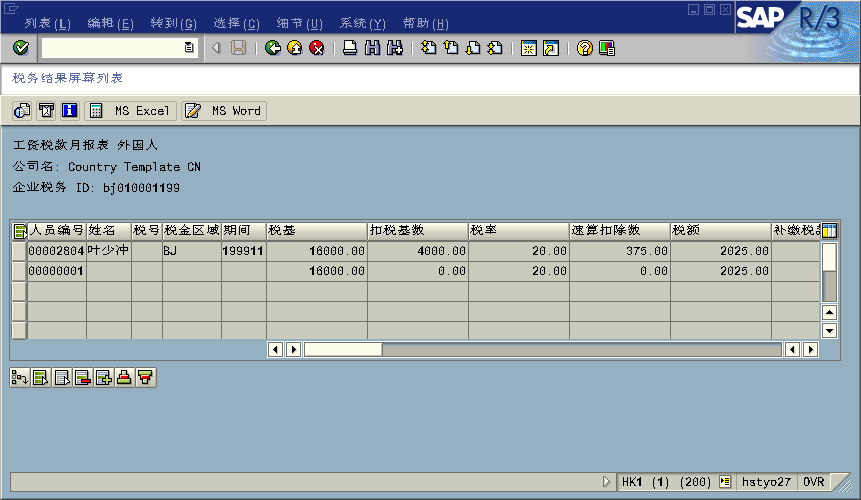 列表(L) 编辑(E) 转到(G) 选择(C) 细节(U) 系统(Y) 帮助(H)
SAP R/3
税务结果屏幕列表
MS Excel MS Word
工资税款月报表 外国人
公司名: Country Template CN
企业税务 ID: bj010001199
人员编号 姓名 税号 税金区域 期间 税基 扣税基数 税率 速算扣除数 税额 补缴税
00002804 叶少冲 BJ 199911 16000.00 4000.00 20.00 375.00 2025.00
00000001 16000.00 0.00 20.00 0.00 2025.00
HK1 (1) (200) hstyo27 OVR